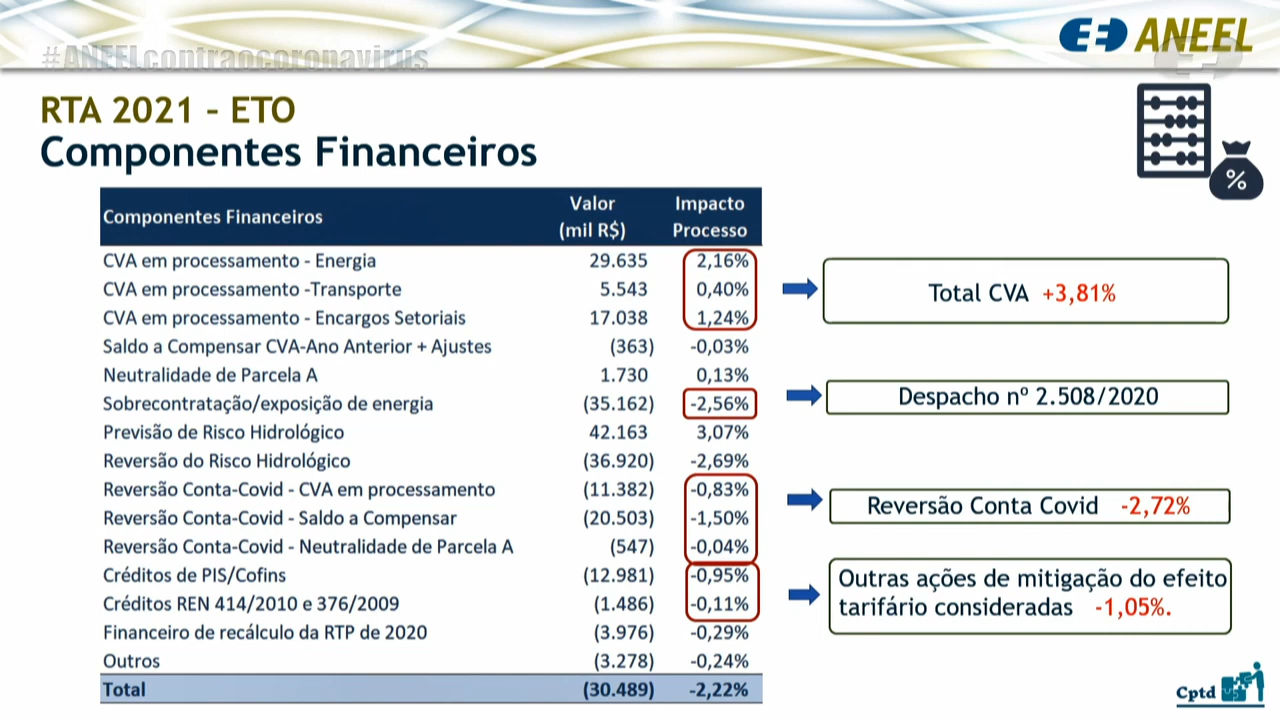 #ANEELcontraocoronavirus
ANEEL
RTA 2021 – ETO
Componentes Financeiros
%
Componentes Financeiros Valor (mil R$) Impacto Processo
CVA em processamento - Energia 29.635 2,16%
CVA em processamento -Transporte 5.543 0,40%
CVA em processamento - Encargos Setoriais 17.038 1,24%
Saldo a Compensar CVA-Ano Anterior + Ajustes (363) -0,03%
Neutralidade de Parcela A 1.730 0,13%
Sobrecontratação/exposição de energia (35.162) -2,56%
Previsão de Risco Hidrológico 42.163 3,07%
Reversão do Risco Hidrológico (36.920) -2,69%
Reversão Conta-Covid - CVA em processamento (11.382) -0,83%
Reversão Conta-Covid - Saldo a Compensar (20.503) -1,50%
Reversão Conta-Covid - Neutralidade de Parcela A (547) -0,04%
Créditos de PIS/Cofins (12.981) -0,95%
Créditos REN 414/2010 e 376/2009 (1.486) -0,11%
Financeiro de recálculo da RTP de 2020 (3.976) -0,29%
Outros (3.278) -0,24%
Total (30.489) -2,22%
Total CVA +3,81%
Despacho nº 2.508/2020
Reversão Conta Covid -2,72%
Outras ações de mitigação do efeito
tarifário consideradas -1,05%.
Cptd